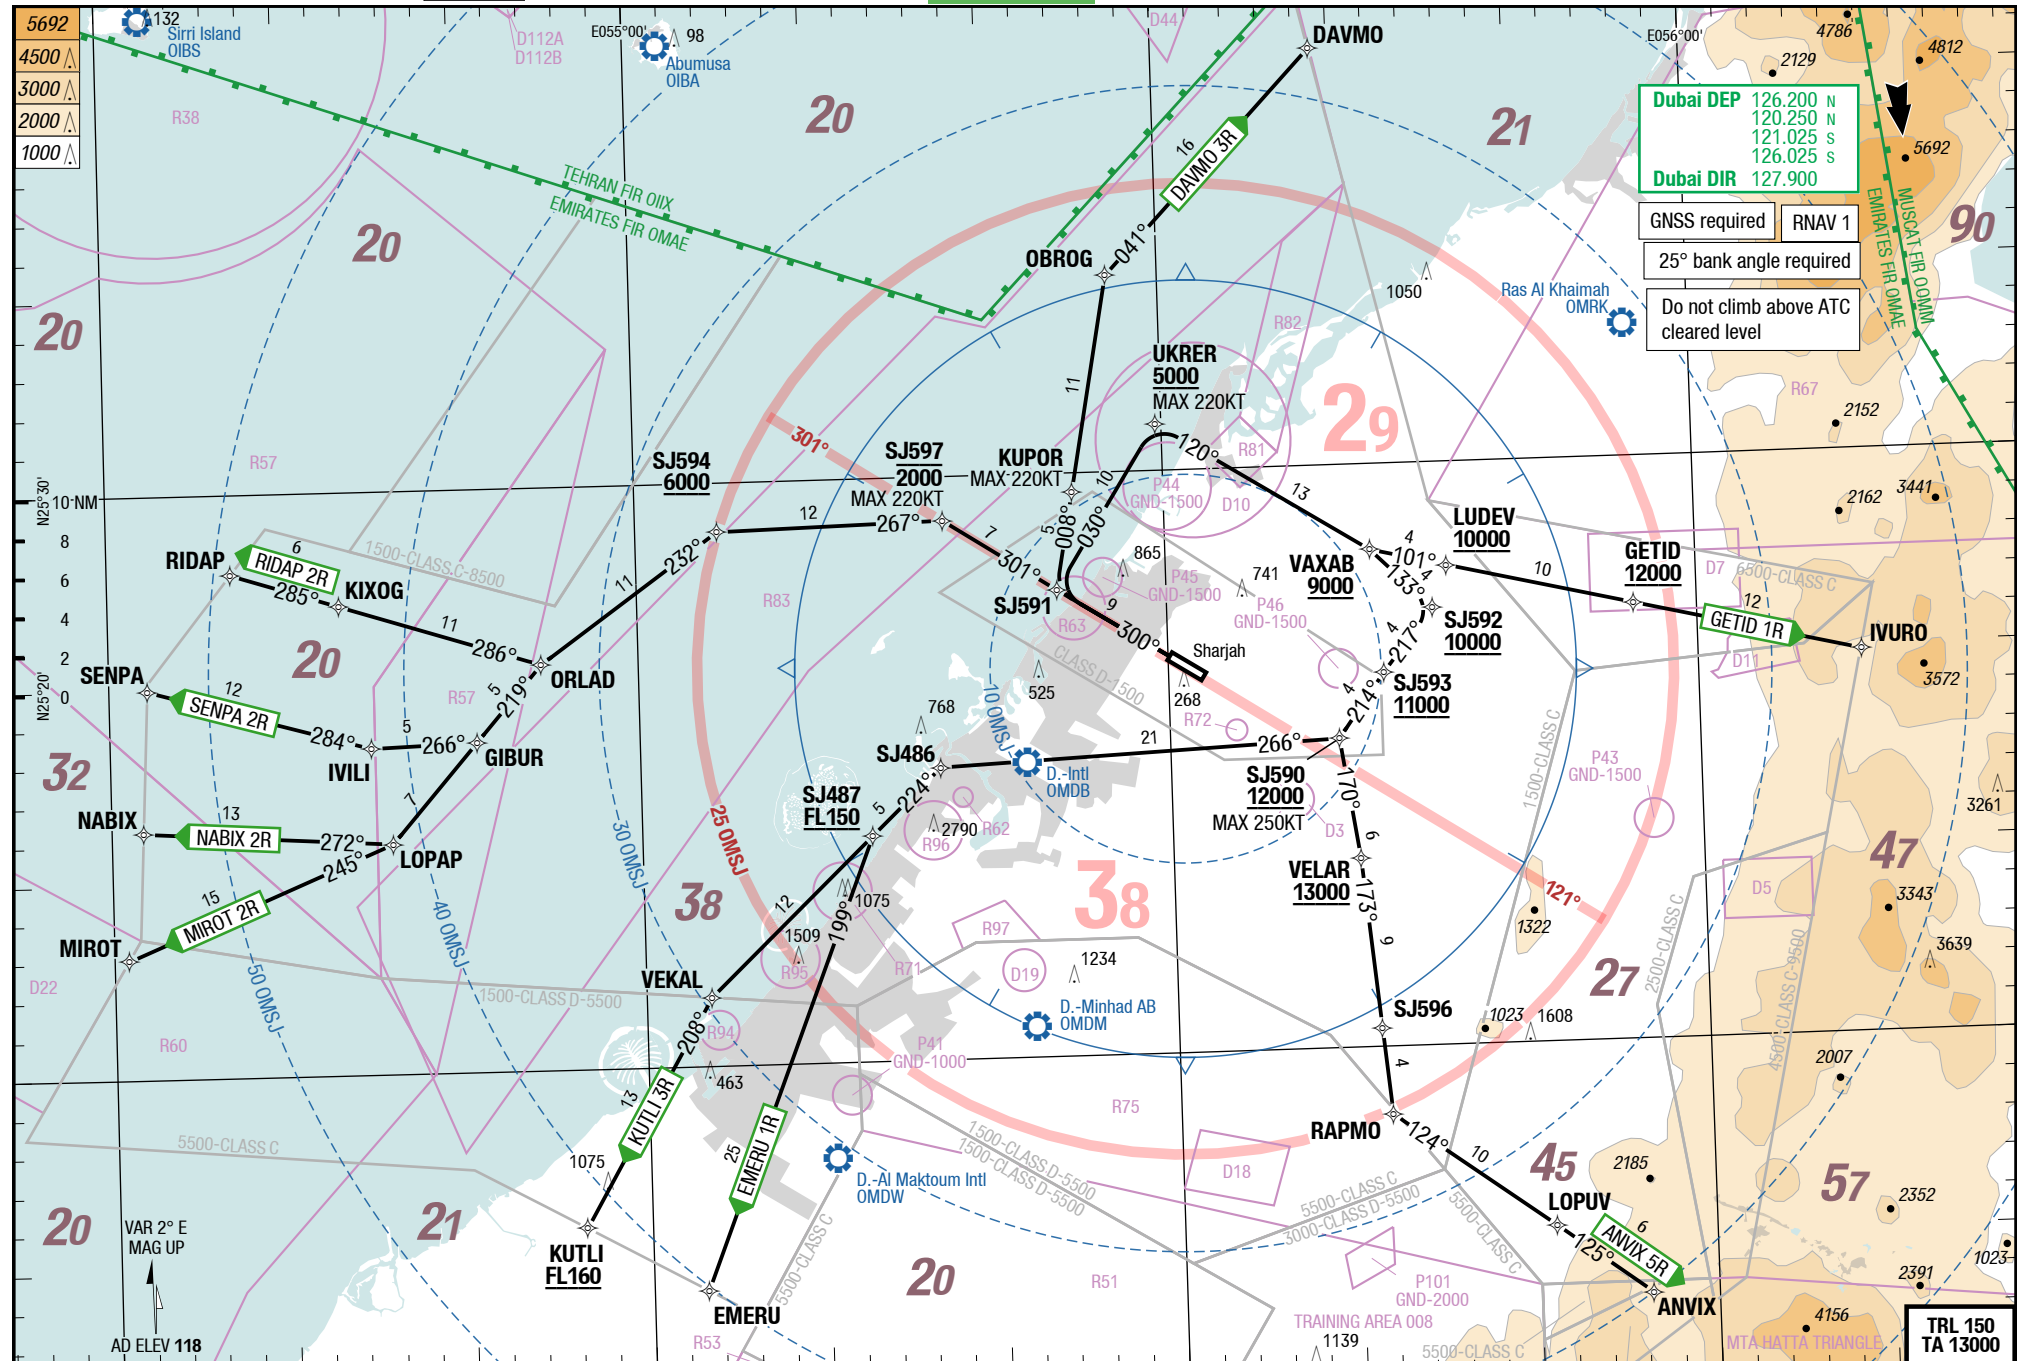 5692
4500
3000
2000
1000
132
Sirri Island
OIBS
D112A
D112B
E055°00'
98
Abumusa
OIBA
D44
DAVMO
E056°00'
4786
4812
2129
5692
Dubai DEP 126.200 N
120.250 N
121.025 S
126.025 S
Dubai DIR 127.900
GNSS required
RNAV 1
25° bank angle required
Do not climb above ATC
cleared level
MUSCAT FIR OOMM
EMIRATES FIR OMAE
90
R38
20
21
16
DAVMO 3R
TEHRAN FIR OIIX
EMIRATES FIR OMAE
20
OBROG
041°
1050
Ras Al Khaimah
OMRK
20
R82
UKRER
5000
MAX 220KT
11
29
R67
2152
301°
SJ597
2000
MAX 220KT
KUPOR
MAX 220KT
SJ594
6000
R57
120°
R81
10
P44
GND-1500
D10
13
3441
2162
N25°30'
10 NM
8
6
4
2
0
N25°20'
12
267°
7
301°
5
008°
030°
LUDEV
10000
4
101°
VAXAB
9000
4
133°
10
GETID
12000
D7
6500-CLASS C
RIDAP
6
RIDAP 2R
285°
KIXOG
1500-CLASS C-8500
11
232°
865
P45
GND-1500
741
P46
GND-1500
SJ591
R63
9
300°
Sharjah
R83
11
286°
ORLAD
SJ592
10000
4
217°
12
GETID 1R
IVURO
D11
3572
20
SENPA
12
SENPA 2R
284°
R57
5
219°
5
266°
IVILI
GIBUR
CLASS D-1500
525
268
R72
SJ593
11000
4
214°
768
10 OMSJ
SJ486
21
266°
D.-Intl
OMDB
SJ590
12000
MAX 250KT
D3
170°
6
1500-CLASS C
P43
GND-1500
3261
32
7
NABIX
13
NABIX 2R
272°
LOPAP
245°
SJ487
FL150
5
224°
2790
R62
R96
25 OMSJ
30 OMSJ
VELAR
13000
173°
121°
47
D5
3343
15
MIROT 2R
MIROT
40 OMSJ
50 OMSJ
38
12
199°
1075
1509
R95
R71
R97
D19
1234
38
9
1322
27
2500-CLASS C
4500-CLASS C-9500
3639
D22
1500-CLASS D-5500
VEKAL
208°
R94
463
D.-Minhad AB
OMDM
SJ596
1023
1608
R60
P41
GND-1000
4
2007
13
KUTLI 3R
R75
1500-CLASS D-5500
1500-CLASS D-5500
RAPMO
124°
10
5500-CLASS C
1075
25
EMERU 1R
D.-Al Maktoum Intl
OMDW
D18
5500-CLASS C
3000-CLASS D-5500
5500-CLASS C
45
2185
57
2352
LOPUV
6
ANVIX 5R
125°
1023
20
VAR 2° E
MAG UP
21
KUTLI
FL160
5500-CLASS C
20
R51
P101
GND-2000
2391
EMERU
ANVIX
TRAINING AREA 008
1139
R53
5500-CLASS C
4156
MTA HATTA TRIANGLE
AD ELEV 118
TRL 150
TA 13000